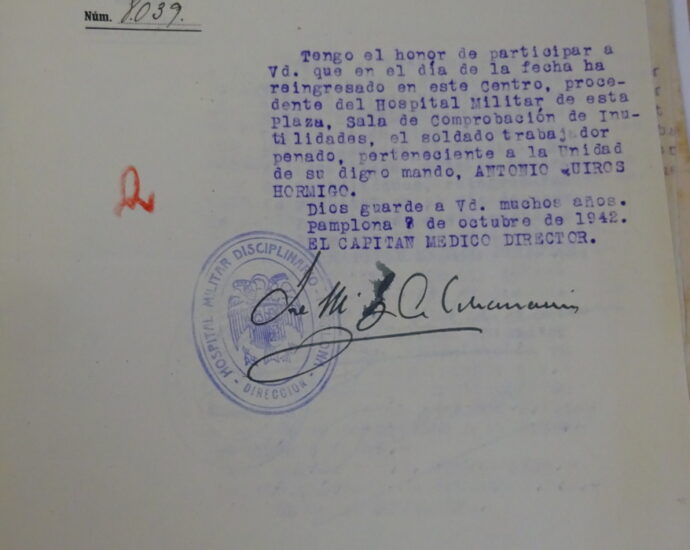 Núm. 8.039.
Tengo el honor de participar a
Vd. que en el día de la fecha ha
reingresado en este Centro, proce-
dente del Hospital Militar de esta
Plaza, Sala de Comprobación de Inu-
tilidades, el soldado trabajador
penado, perteneciente a la Unidad
de su digno mando, ANTONIO QUIROS
HORMIGO.
Dios guarde a Vd. muchos años.
Pamplona de octubre de 1942.
EL CAPITAN MEDICO DIRECTOR.
HOSPITAL MILITAR DISCIPLINARIO
- DIRECCION -